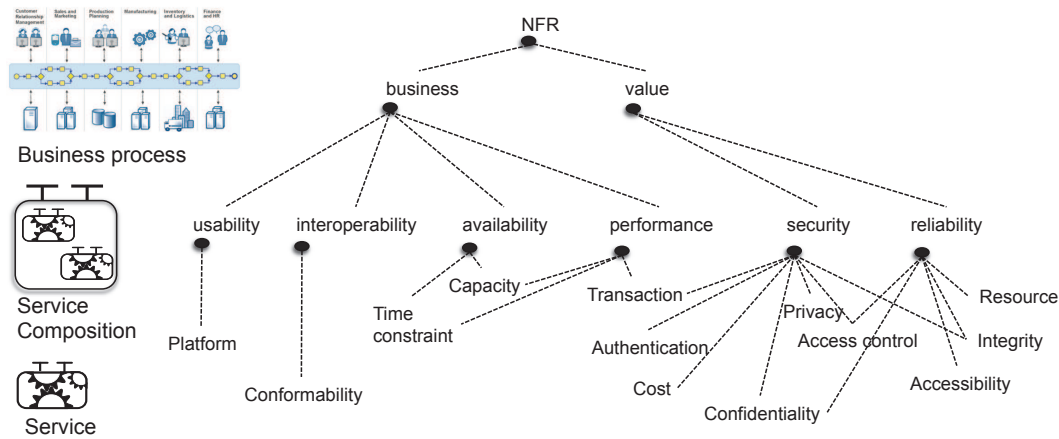 Customer
Relationship
Management
Sales and
Marketing
Production
Planning
Manufacturing
Inventory
and Logistics
Finance
and HR
Business process
Service
Composition
Service
NFR
business
value
usability
interoperability
availability
performance
security
reliability
Platform
Conformability
Time
constraint
Capacity
Transaction
Authentication
Cost
Confidentiality
Privacy
Access control
Resource
Integrity
Accessibility